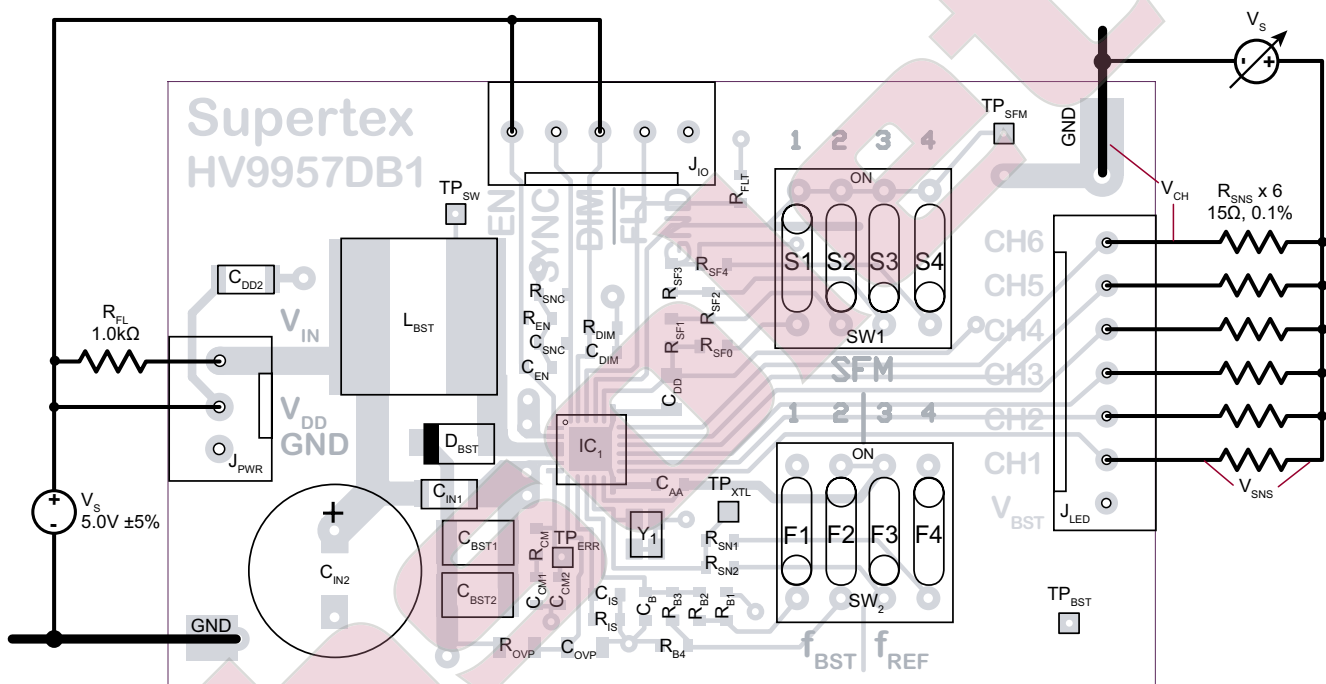 V_S
Supertex
HV9957DB1
TP_SFM
GND
1 2 3 4
ON
J_IO
R_FLT
TP_SW
EN
SYNC
DIM
FLT
GND
V_CH
R_SNS x 6
15Ω, 0.1%
S1 S2 S3 S4
CH6
CH5
CH4
CH3
CH2
CH1
V_BST
C_DD2
R_FL
1.0kΩ
V_IN
L_BST
R_SNC
R_EN
C_SNC
C_EN
R_DIM
C_DIM
R_SF3
R_SF4
R_SF2
R_SF1
R_SF0
C_DD
SW1
SFM
1 2 3 4
ON
V_DD
GND
J_PWR
D_BST
IC_1
V_SNS
J_LED
V_S
5.0V ±5%
C_IN1
C_AA
TP_XTL
+
C_IN2
C_BST1
C_BST2
R_CM
TP_ERR
Y_1
R_SN1
R_SN2
F1 F2 F3 F4
C_CM1
C_CM2
C_IS
R_IS
C_B
R_B3
R_B2
R_B1
SW_2
TP_BST
GND
R_OVP
C_OVP
R_B4
f_BST
f_REF